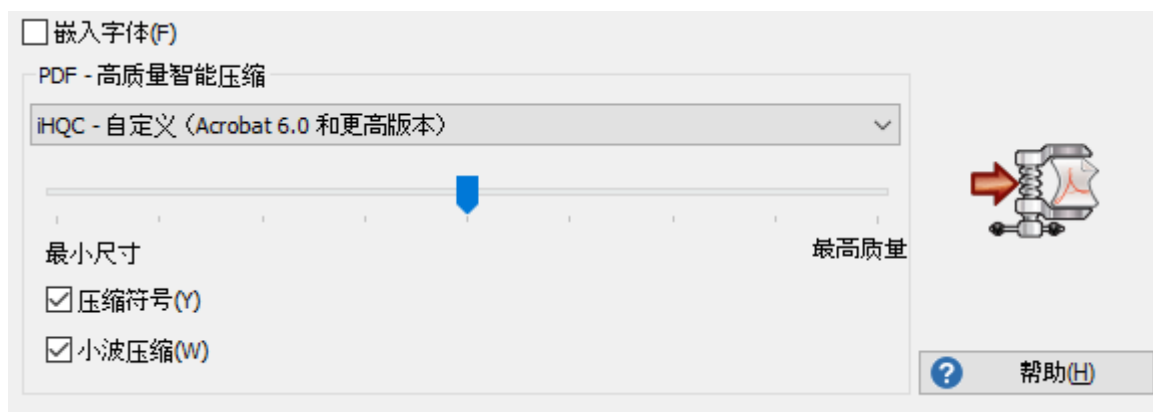 嵌入字体(F)
PDF - 高质量智能压缩
iHQC - 自定义（Acrobat 6.0 和更高版本）
最小尺寸 最高质量
压缩符号(Y)
小波压缩(W)
帮助(H)